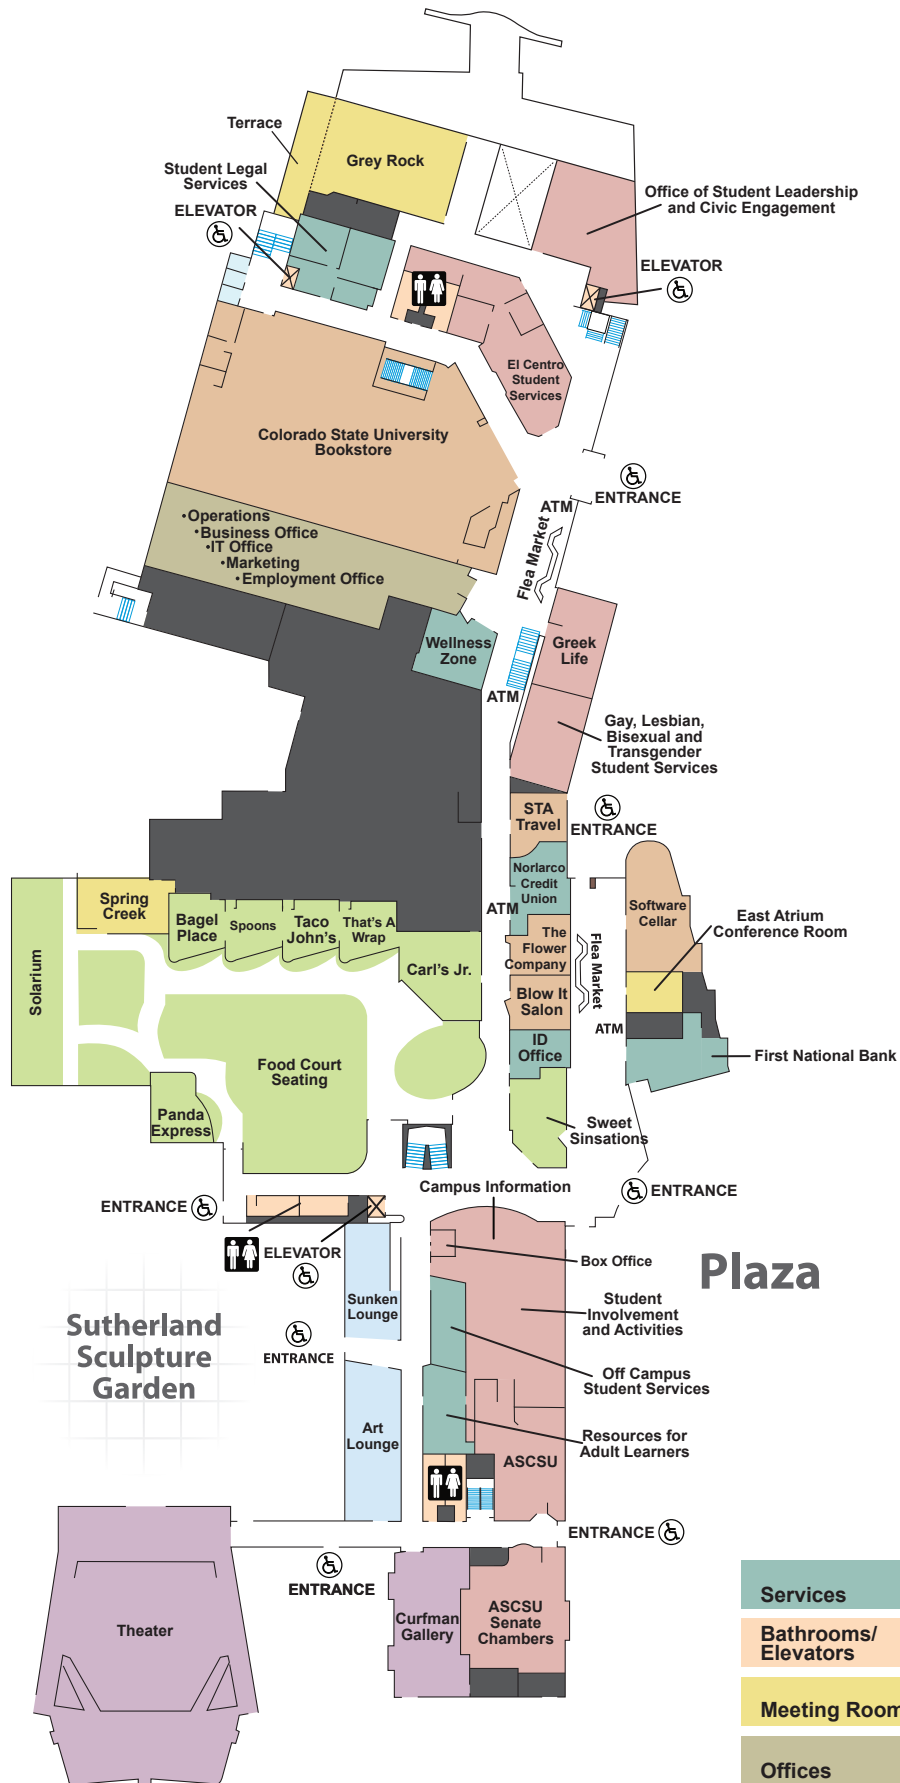 Terrace
Grey Rock
Student Legal
Services
ELEVATOR
Office of Student Leadership
and Civic Engagement
ELEVATOR
El Centro
Student
Services
Colorado State University
Bookstore
ENTRANCE
ATM
Flea Market
•Operations
•Business Office
•IT Office
•Marketing
•Employment Office
Wellness
Zone
Greek
Life
ATM
Gay, Lesbian,
Bisexual and
Transgender
Student Services
STA
Travel
ENTRANCE
Norlarco
Credit
Union
ATM
Software
Cellar
East Atrium
Conference Room
Spring
Creek
Bagel
Place
Spoons
Taco
John's
That's A
Wrap
Carl's Jr.
The
Flower
Company
Flea Market
Solarium
Blow It
Salon
ATM
ID
Office
First National Bank
Food Court
Seating
Panda
Express
Sweet
Sinsations
Campus Information
ENTRANCE
ENTRANCE
ELEVATOR
Box Office
Plaza
Sunken
Lounge
Student
Involvement
and Activities
Sutherland
Sculpture
Garden
ENTRANCE
Off Campus
Student Services
Art
Lounge
Resources for
Adult Learners
ASCSU
ENTRANCE
ENTRANCE
Theater
Curfman
Gallery
ASCSU
Senate
Chambers
Services
Bathrooms/
Elevators
Meeting Room
Offices